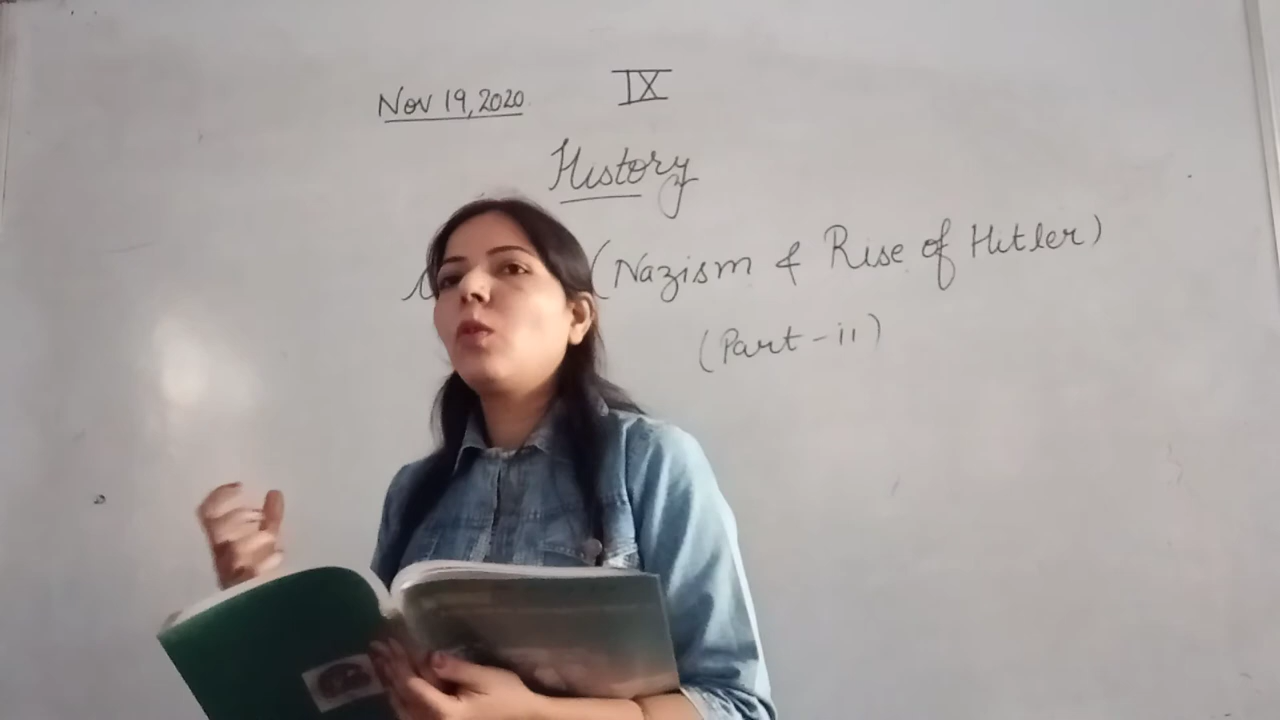 Nov 19, 2020
IX
History
(Nazism & Rise of Hitler)
(Part - ii)